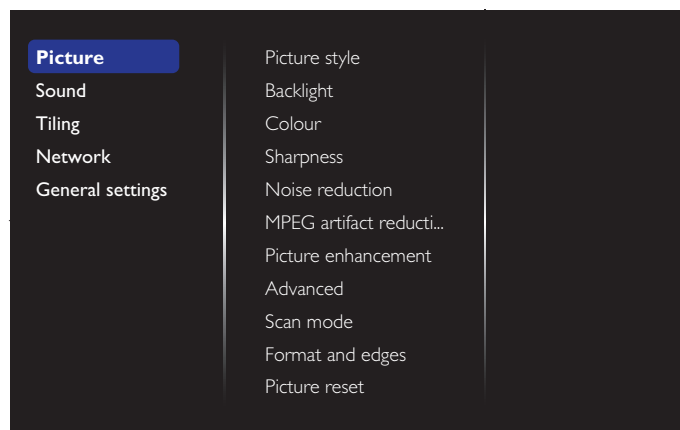 Picture
Sound
Tiling
Network
General settings
Picture style
Backlight
Colour
Sharpness
Noise reduction
MPEG artifact reducti...
Picture enhancement
Advanced
Scan mode
Format and edges
Picture reset